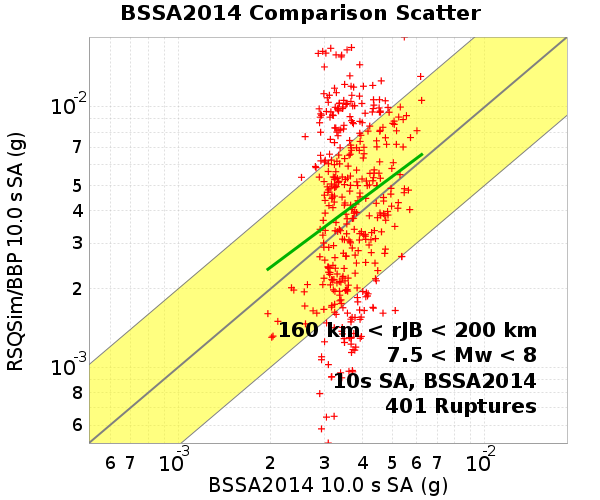 BSSA2014 Comparison Scatter
RSQSim/BBP 10.0 s SA (g)
10-2
7
5
4
3
2
10-3
8
6
160 km < rJB < 200 km
7.5 < Mw < 8
10s SA, BSSA2014
401 Ruptures
6 7 10-3 2 3 4 5 6 7 10-2
BSSA2014 10.0 s SA (g)